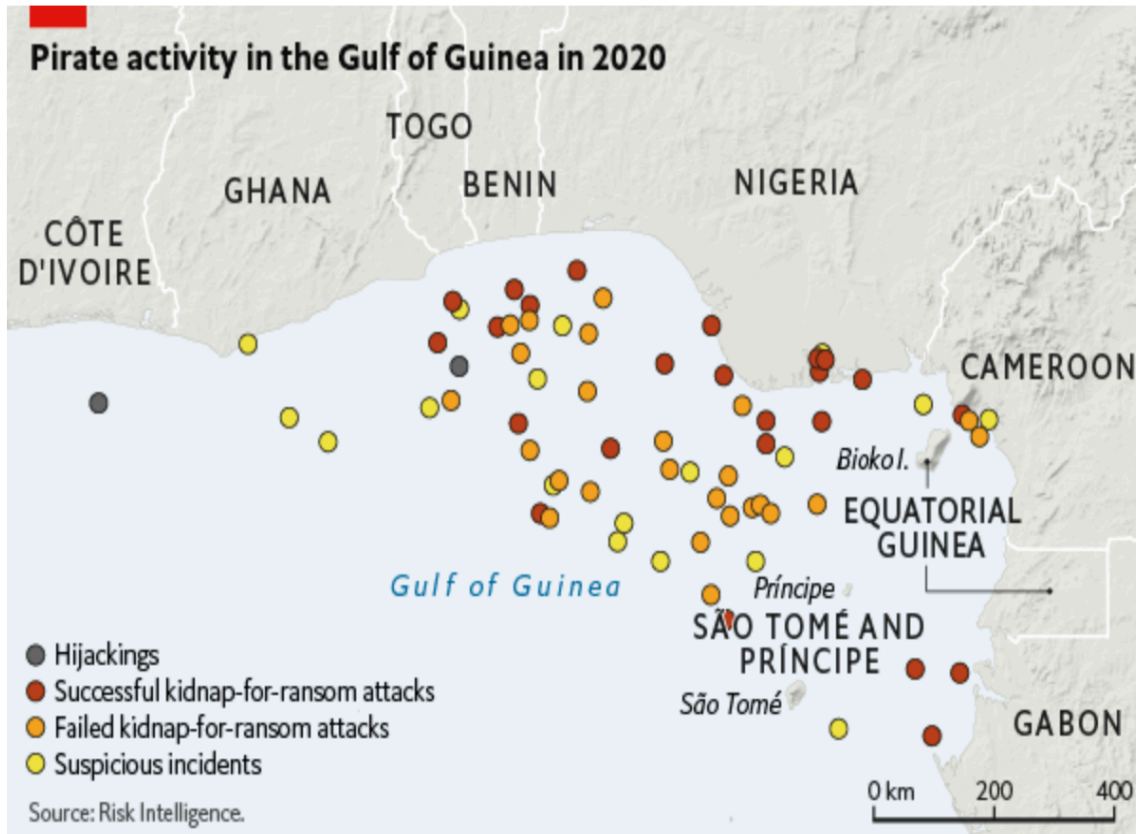 Pirate activity in the Gulf of Guinea in 2020
TOGO
GHANA
BENIN
NIGERIA
CÔTE
D'IVOIRE
CAMEROON
Bioko I.
EQUATORIAL
GUINEA
Gulf of Guinea
Príncipe
SÃO TOMÉ AND
PRÍNCIPE
São Tomé
GABON
Hijackings
Successful kidnap-for-ransom attacks
Failed kidnap-for-ransom attacks
Suspicious incidents
0 km 200 400
Source: Risk Intelligence.